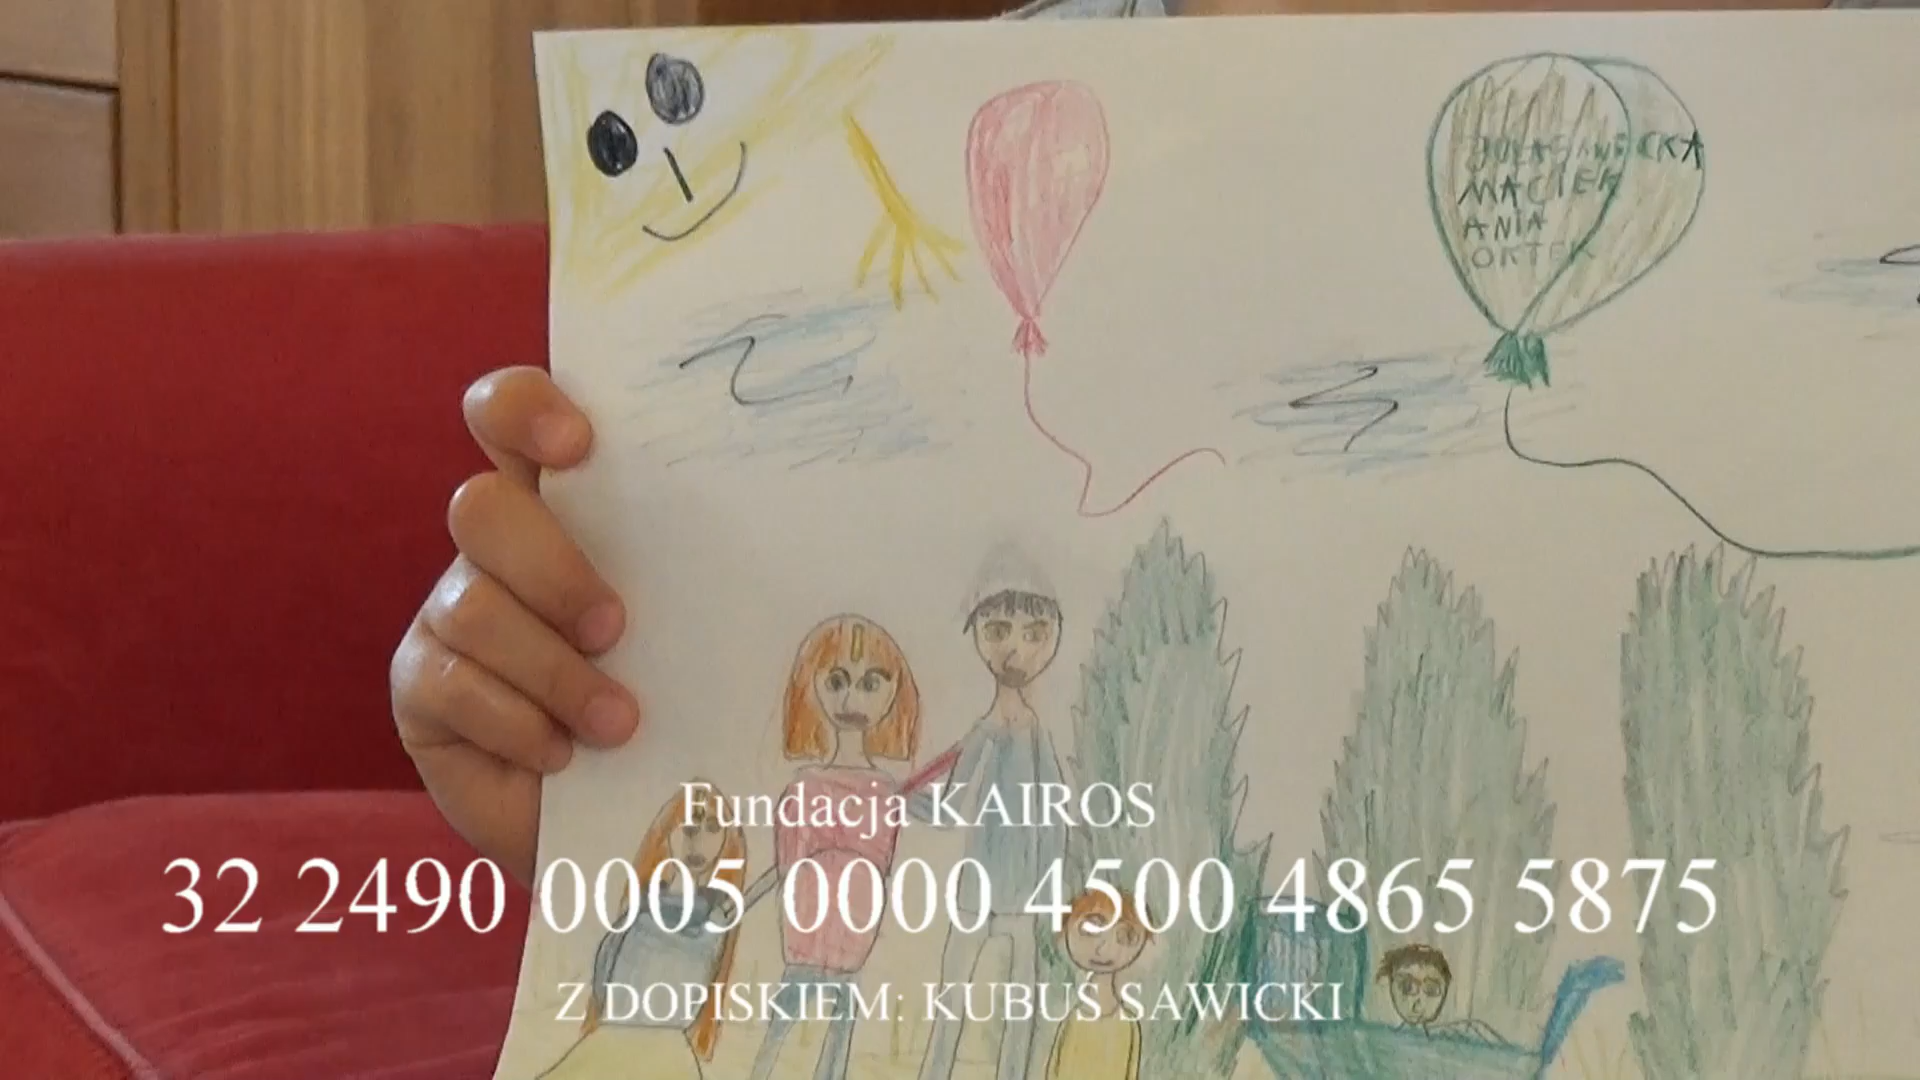 MACIEK
ANIA
Fundacja KAIROS
32 2490 0005 0000 4500 4865 5875
Z DOPISKIEM: KUBUŚ SAWICKI